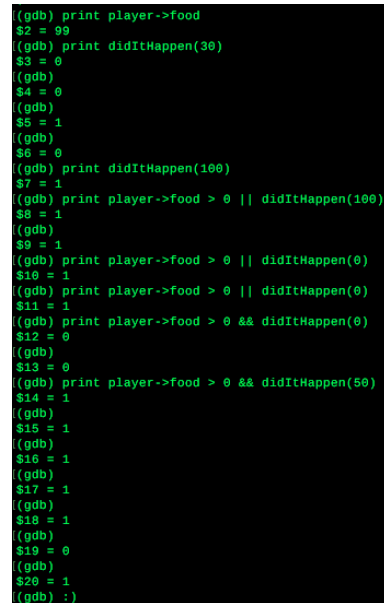 [(gdb) print player->food
$2 = 99
[(gdb) print didItHappen(30)
$3 = 0
[(gdb)
$4 = 0
[(gdb)
$5 = 1
[(gdb)
$6 = 0
[(gdb) print didItHappen(100)
$7 = 1
[(gdb) print player->food > 0 || didItHappen(100)
$8 = 1
[(gdb)
$9 = 1
[(gdb) print player->food > 0 || didItHappen(0)
$10 = 1
[(gdb) print player->food > 0 || didItHappen(0)
$11 = 1
[(gdb) print player->food > 0 && didItHappen(0)
$12 = 0
[(gdb)
$13 = 0
[(gdb) print player->food > 0 && didItHappen(50)
$14 = 1
[(gdb)
$15 = 1
[(gdb)
$16 = 1
[(gdb)
$17 = 1
[(gdb)
$18 = 1
[(gdb)
$19 = 0
[(gdb)
$20 = 1
[(gdb) :)